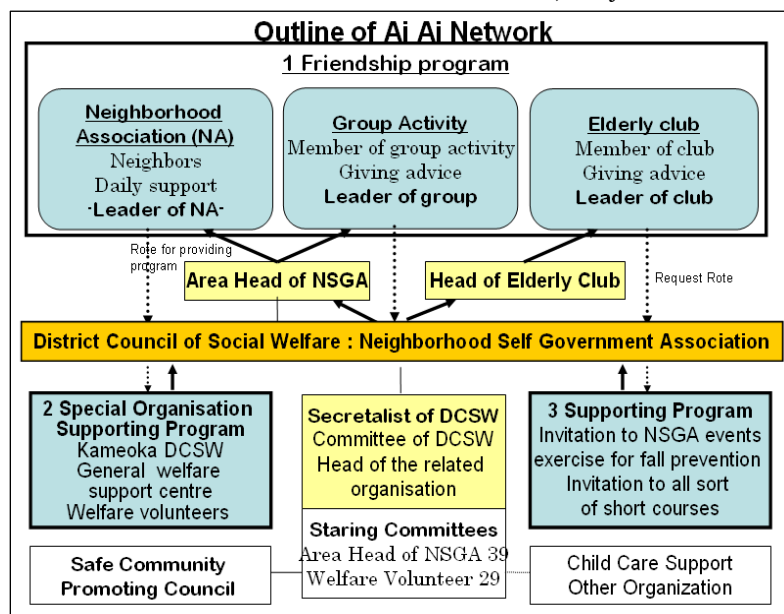 Outline of Ai Ai Network
1 Friendship program
Neighborhood
Association (NA)
Neighbors
Daily support
-Leader of NA-
Group Activity
Member of group activity
Giving advice
Leader of group
Elderly club
Member of club
Giving advice
Leader of club
Rote for providing
program
Area Head of NSGA
Head of Elderly Club
Request Rote
District Council of Social Welfare : Neighborhood Self Government Association
2 Special Organisation
Supporting Program
Kameoka DCSW
General welfare
support centre
Welfare volunteers
Secretalist of DCSW
Committee of DCSW
Head of the related
organisation
Staring Committees
Area Head of NSGA 39
Welfare Volunteer 29
3 Supporting Program
Invitation to NSGA events
exercise for fall prevention
Invitation to all sort
of short courses
Safe Community
Promoting Council
Child Care Support
Other Organization